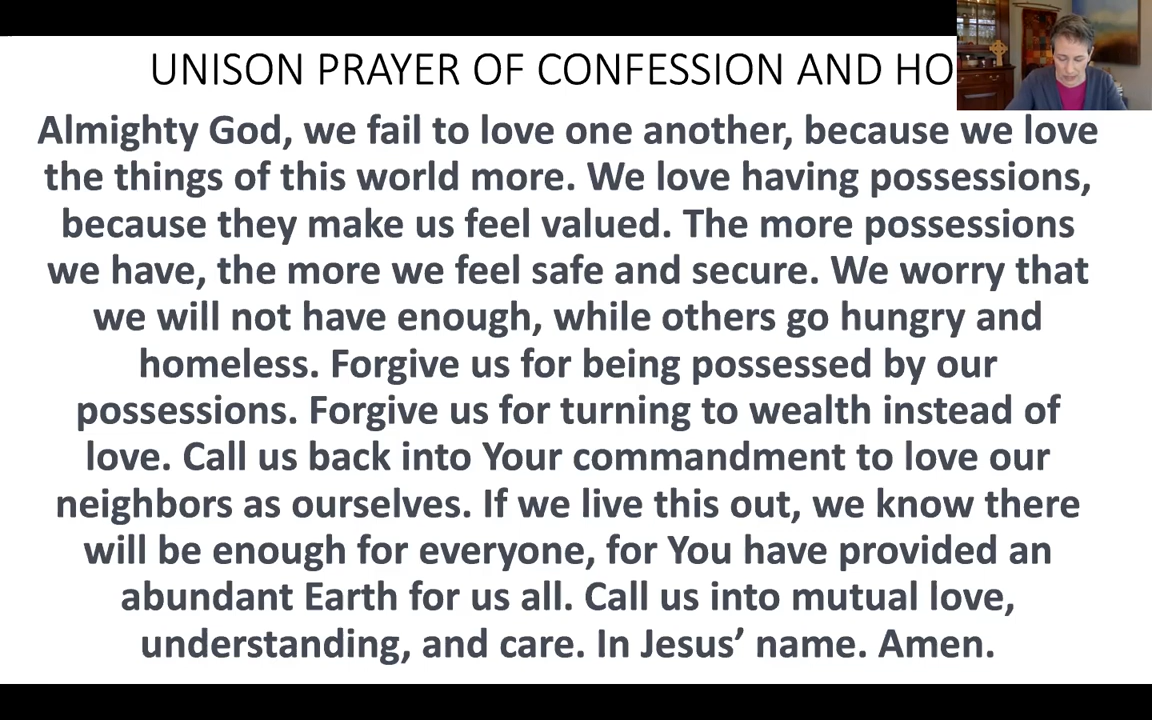 UNISON PRAYER OF CONFESSION AND HO
Almighty God, we fail to love one another, because we love
the things of this world more. We love having possessions,
because they make us feel valued. The more possessions
we have, the more we feel safe and secure. We worry that
we will not have enough, while others go hungry and
homeless. Forgive us for being possessed by our
possessions. Forgive us for turning to wealth instead of
love. Call us back into Your commandment to love our
neighbors as ourselves. If we live this out, we know there
will be enough for everyone, for You have provided an
abundant Earth for us all. Call us into mutual love,
understanding, and care. In Jesus’ name. Amen.